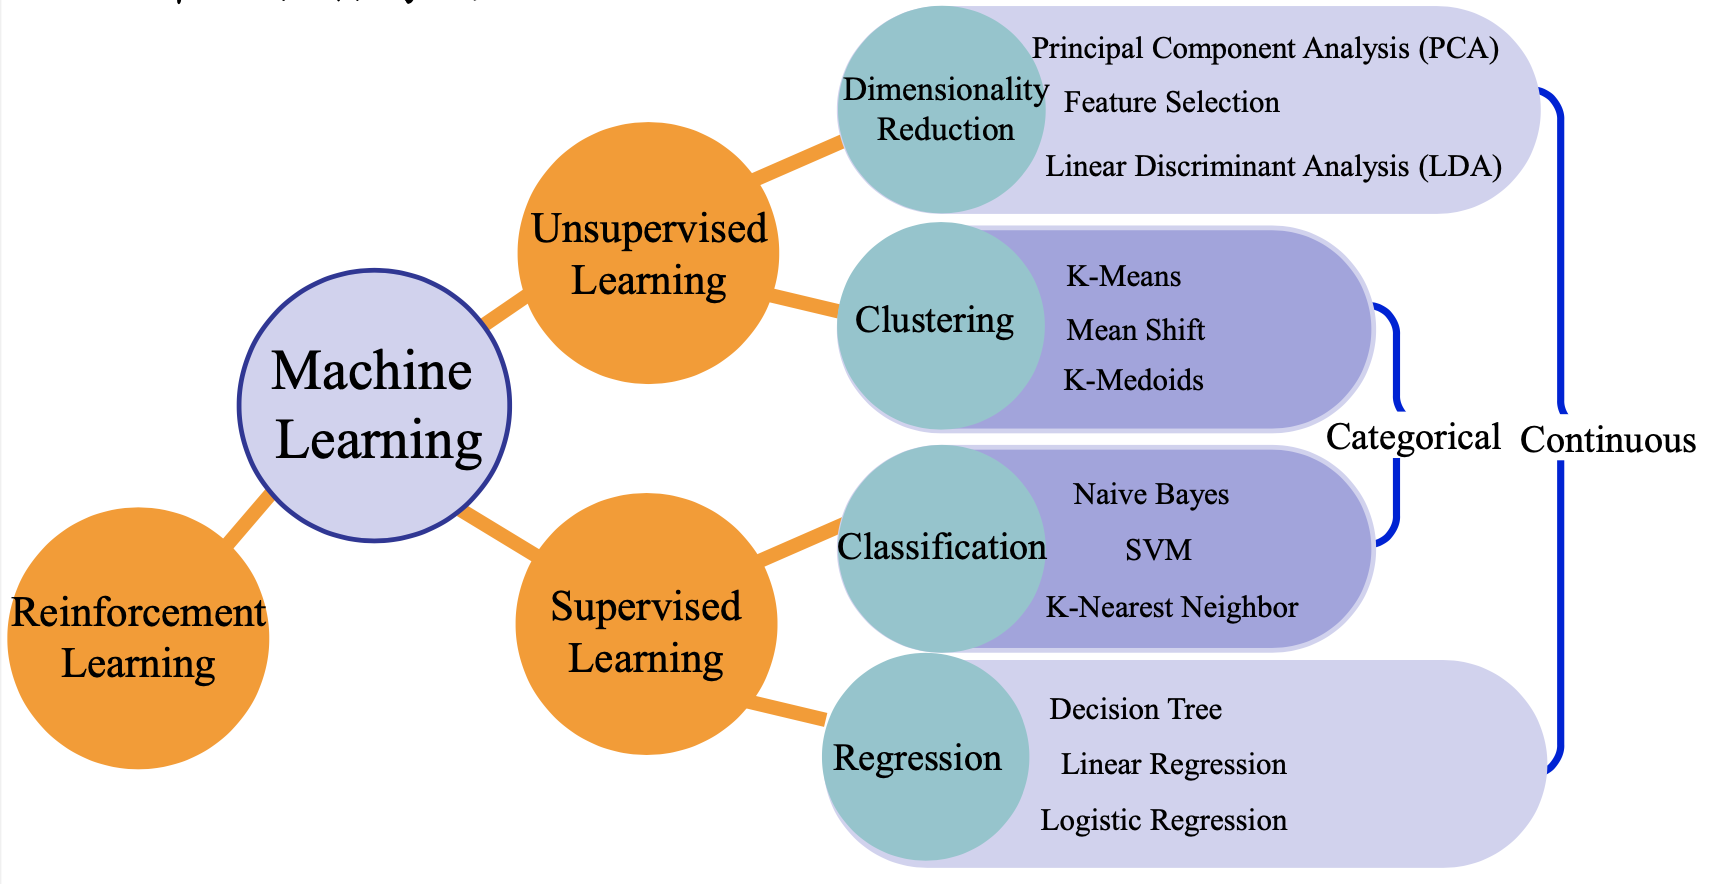 Machine
Learning
Unsupervised
Learning
Dimensionality
Reduction
Principal Component Analysis (PCA)
Feature Selection
Linear Discriminant Analysis (LDA)
Clustering
K-Means
Mean Shift
K-Medoids
Supervised
Learning
Classification
Naive Bayes
SVM
K-Nearest Neighbor
Regression
Decision Tree
Linear Regression
Logistic Regression
Categorical
Continuous
Reinforcement
Learning